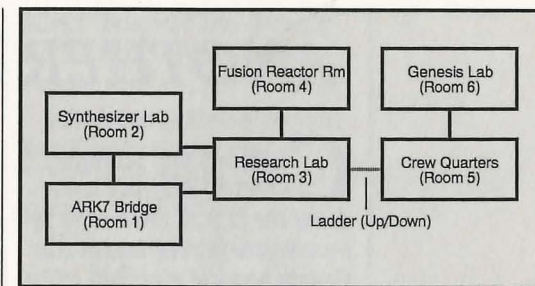 Fusion Reactor Rm
(Room 4)
Genesis Lab
(Room 6)
Synthesizer Lab
(Room 2)
Research Lab
(Room 3)
Crew Quarters
(Room 5)
ARK7 Bridge
(Room 1)
Ladder (Up/Down)